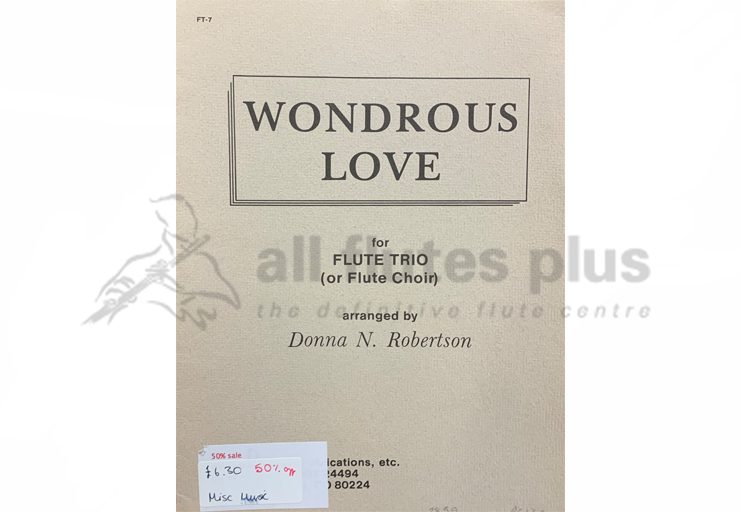 FT-7
WONDROUS
LOVE
for
FLUTE TRIO
(or Flute Choir)
all flutes plus
the definitive flute centre
arranged by
Donna N. Robertson
50% sale
£6.30 50% off
ications, etc.
24494
O 80224
Misc Music